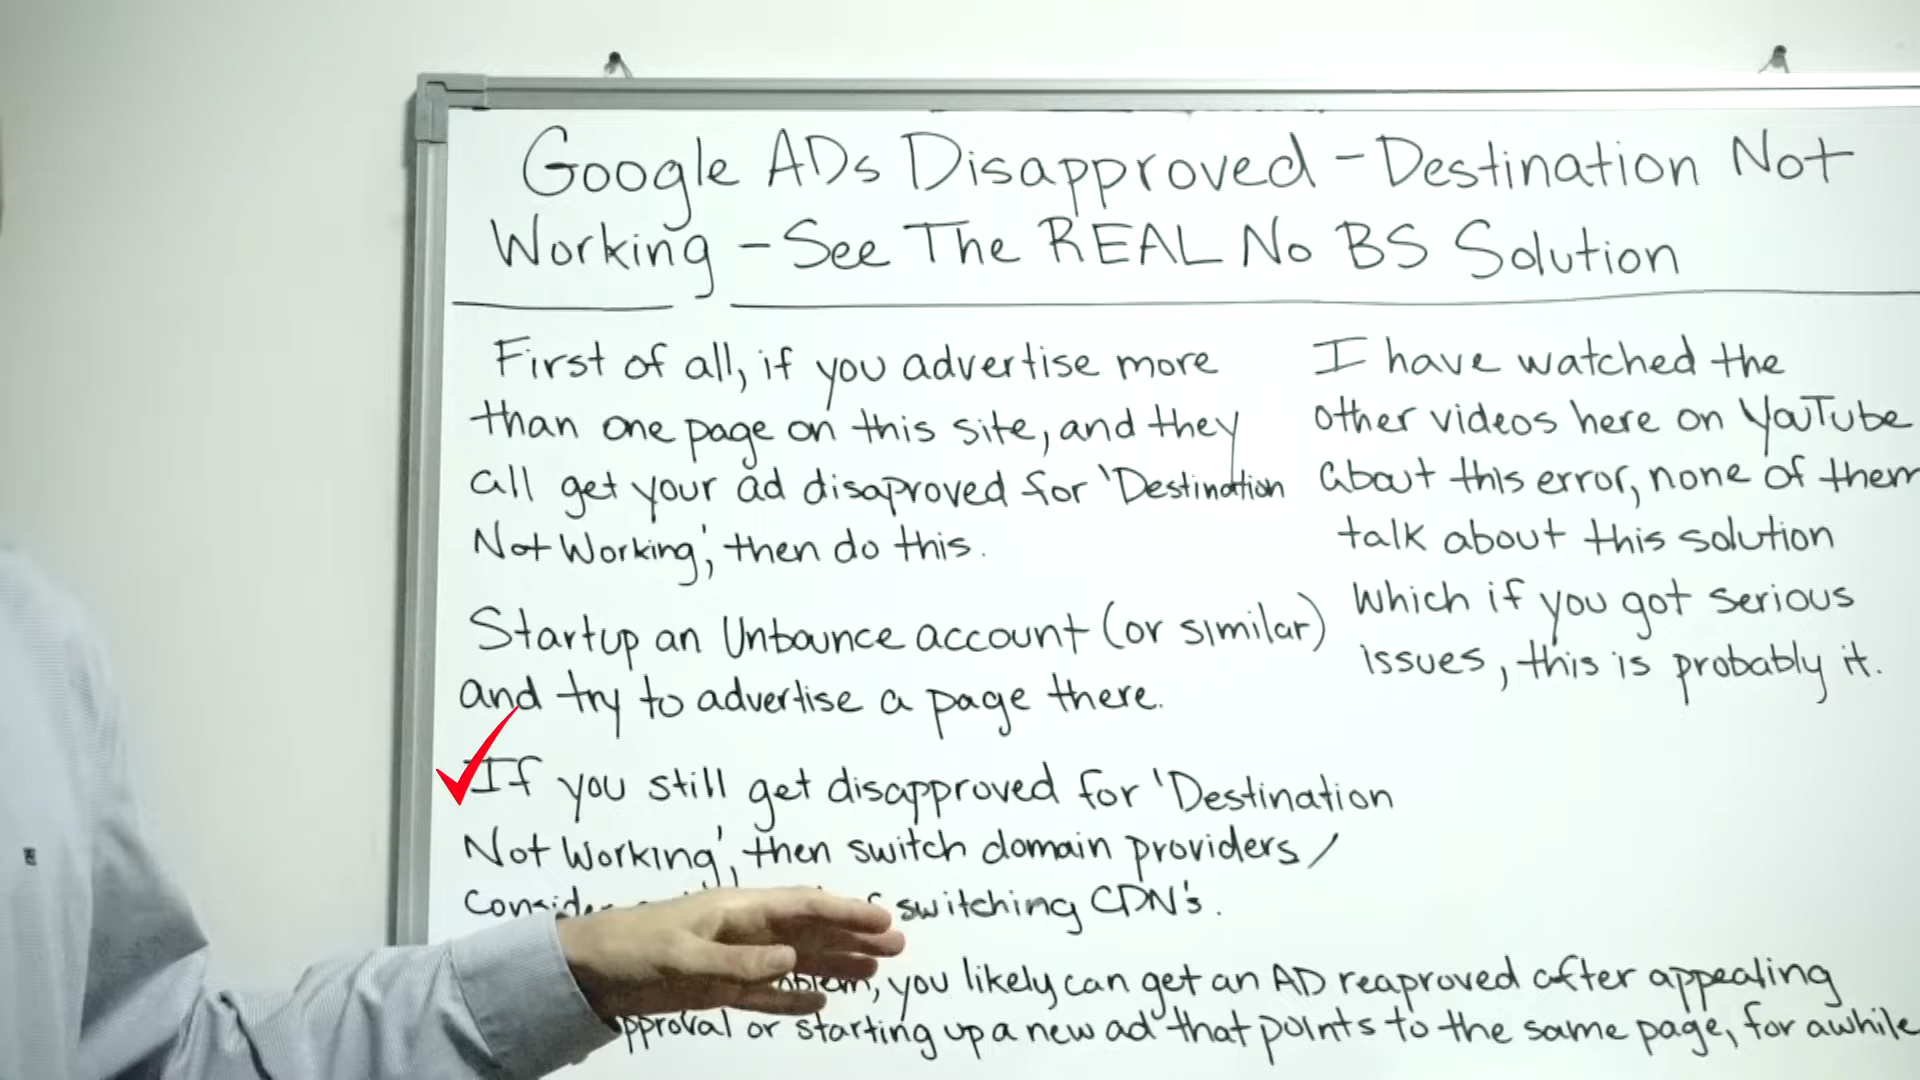 Google ADs Disapproved - Destination Not
Working - See The REAL No BS Solution
First of all, if you advertise more
than one page on this site, and they
all get your ad disaproved for 'Destination
Not Working', then do this.
Startup an Unbounce account (or similar)
and try to advertise a page there.
If you still get disapproved for 'Destination
Not Working', then switch domain providers /
switching CDN's.
you likely can get an AD reaproved after appealing
or starting up a new ad that points to the same page, for awhile
I have watched the
other videos here on YouTube
about this error, none of them
talk about this solution
which if you got serious
issues, this is probably it.